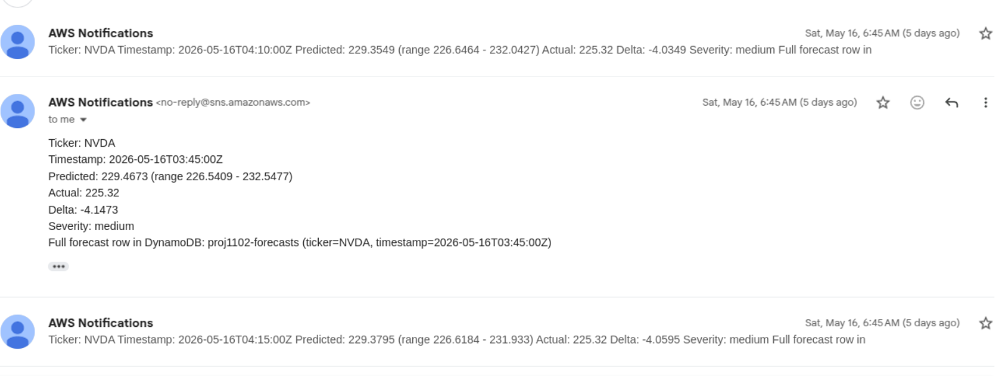 AWS Notifications
Sat, May 16, 6:45 AM (5 days ago)
Ticker: NVDA Timestamp: 2026-05-16T04:10:00Z Predicted: 229.3549 (range 226.6464 - 232.0427) Actual: 225.32 Delta: -4.0349 Severity: medium Full forecast row in
AWS Notifications <no-reply@sns.amazonaws.com>
Sat, May 16, 6:45 AM (5 days ago)
to me
Ticker: NVDA
Timestamp: 2026-05-16T03:45:00Z
Predicted: 229.4673 (range 226.5409 - 232.5477)
Actual: 225.32
Delta: -4.1473
Severity: medium
Full forecast row in DynamoDB: proj1102-forecasts (ticker=NVDA, timestamp=2026-05-16T03:45:00Z)
AWS Notifications
Sat, May 16, 6:45 AM (5 days ago)
Ticker: NVDA Timestamp: 2026-05-16T04:15:00Z Predicted: 229.3795 (range 226.6184 - 231.933) Actual: 225.32 Delta: -4.0595 Severity: medium Full forecast row in